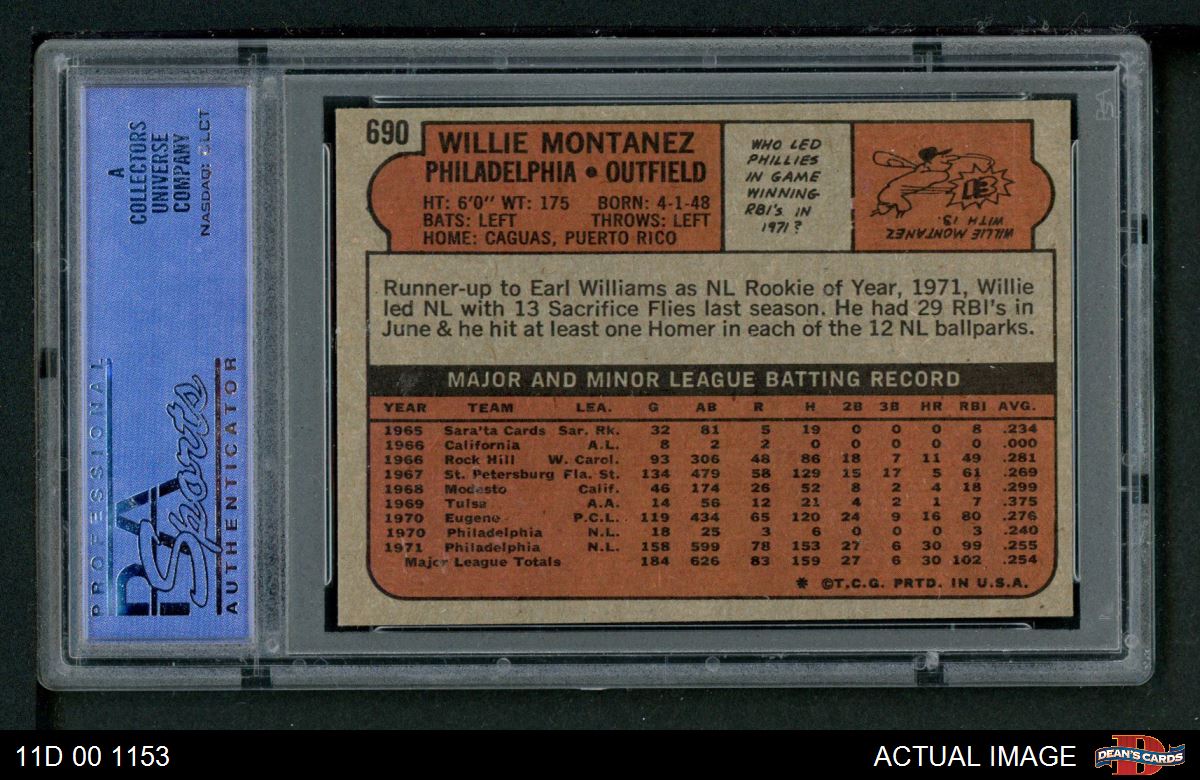 A
COLLECTORS
UNIVERSE
COMPANY
NASDAQ: CLCT
PROFESSIONAL
PSA
Sports
AUTHENTICATOR
690
WILLIE MONTANEZ
PHILADELPHIA • OUTFIELD
HT: 6'0" WT: 175 BORN: 4-1-48
BATS: LEFT THROWS: LEFT
HOME: CAGUAS, PUERTO RICO
WHO LED
PHILLIES
IN GAME
WINNING
RBI'S IN
1971?
WILLIE MONTANEZ
WITH 13.
13
Runner-up to Earl Williams as NL Rookie of Year, 1971, Willie
led NL with 13 Sacrifice Flies last season. He had 29 RBI's in
June & he hit at least one Homer in each of the 12 NL ballparks.
MAJOR AND MINOR LEAGUE BATTING RECORD
YEAR TEAM LEA. G AB R H 2B 3B HR RBI AVG.
1965 Sara'ta Cards Sar. Rk. 32 81 5 19 0 0 0 8 .234
1966 California A.L. 8 2 2 0 0 0 0 0 .000
1966 Rock Hill W. Carol. 93 306 48 86 18 7 11 49 .281
1967 St. Petersburg Fla. St. 134 479 58 129 15 17 5 61 .269
1968 Modesto Calif. 46 174 26 52 8 2 4 18 .299
1969 Tulsa A.A. 14 56 12 21 4 2 1 7 .375
1970 Eugene P.C.L. 119 434 65 120 24 9 16 80 .276
1970 Philadelphia N.L. 18 25 3 6 0 0 0 3 .240
1971 Philadelphia N.L. 158 599 78 153 27 6 30 99 .255
Major League Totals 184 626 83 159 27 6 30 102 .254
* ©T.C.G. PRTD. IN U.S.A.
11D 00 1153
ACTUAL IMAGE
DEAN'S CARDS